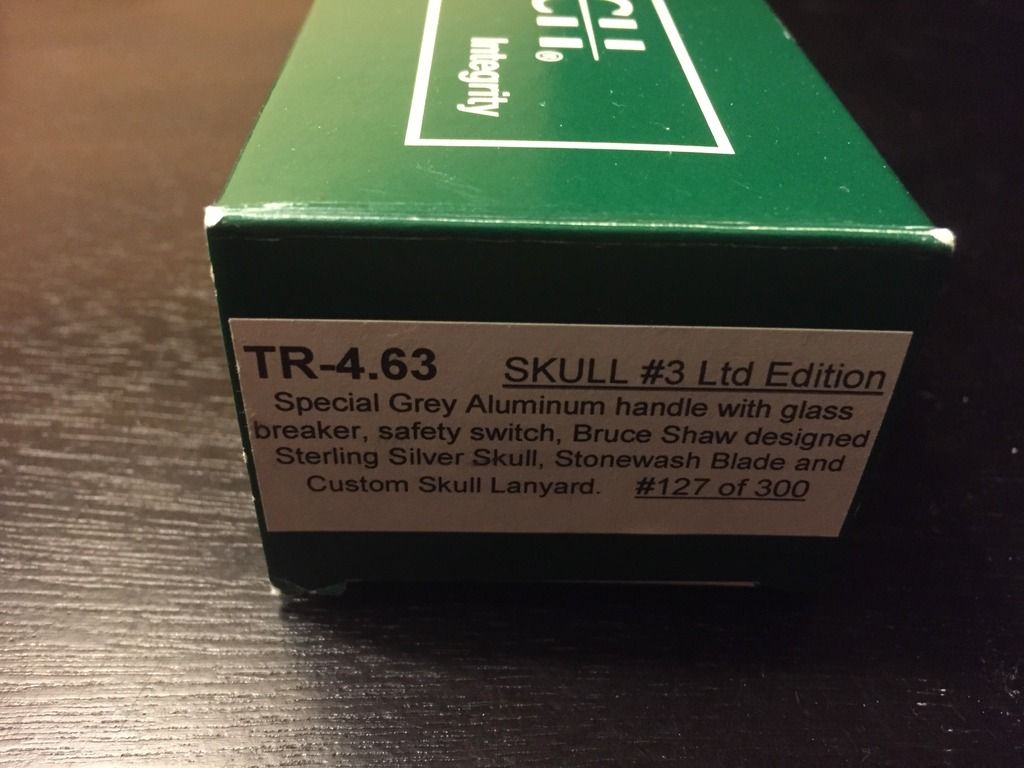 Integrity
TR-4.63 SKULL #3 Ltd Edition
Special Grey Aluminum handle with glass
breaker, safety switch, Bruce Shaw designed
Sterling Silver Skull, Stonewash Blade and
Custom Skull Lanyard. #127 of 300